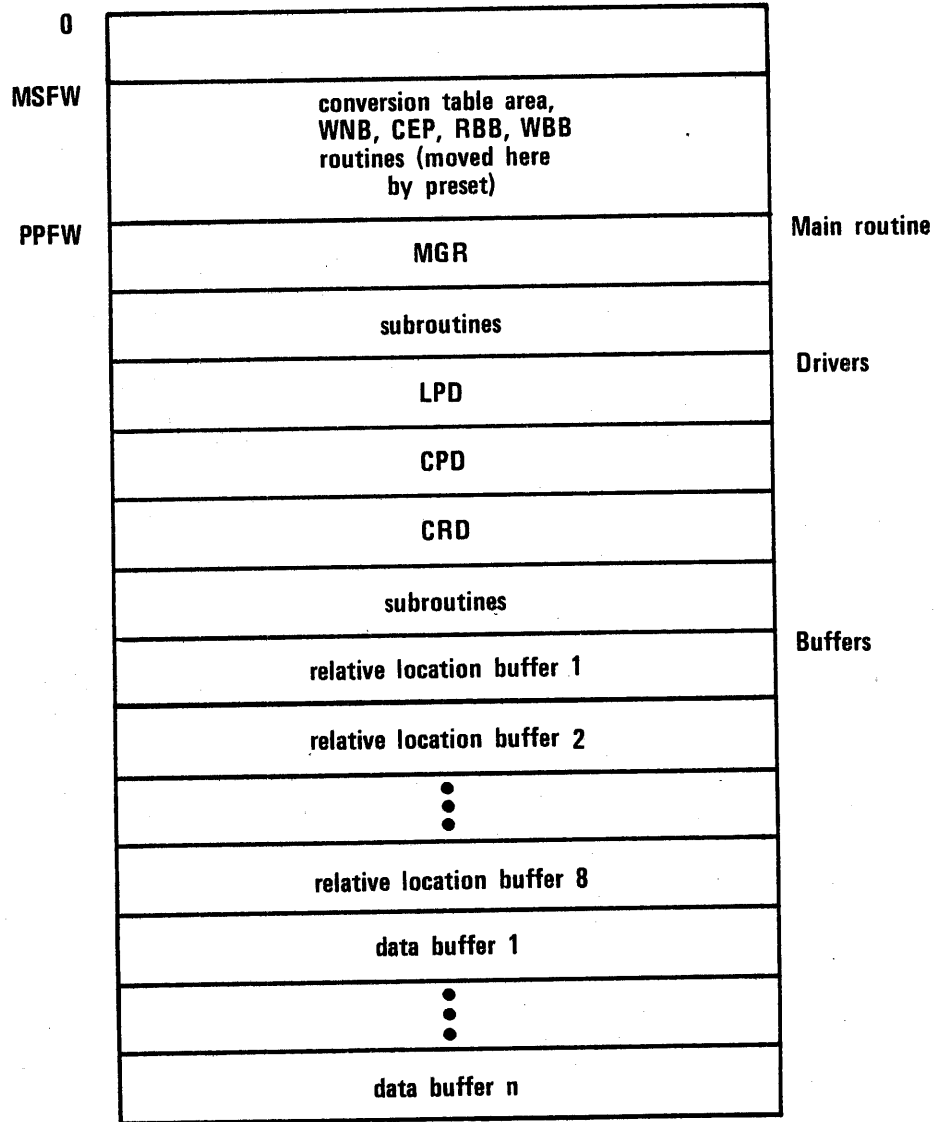 0
MSFW
conversion table area,
WNB, CEP, RBB, WBB
routines (moved here
by preset)
PPFW
MGR
Main routine
subroutines
Drivers
LPD
CPD
CRD
subroutines
Buffers
relative location buffer 1
relative location buffer 2
relative location buffer 8
data buffer 1
data buffer n